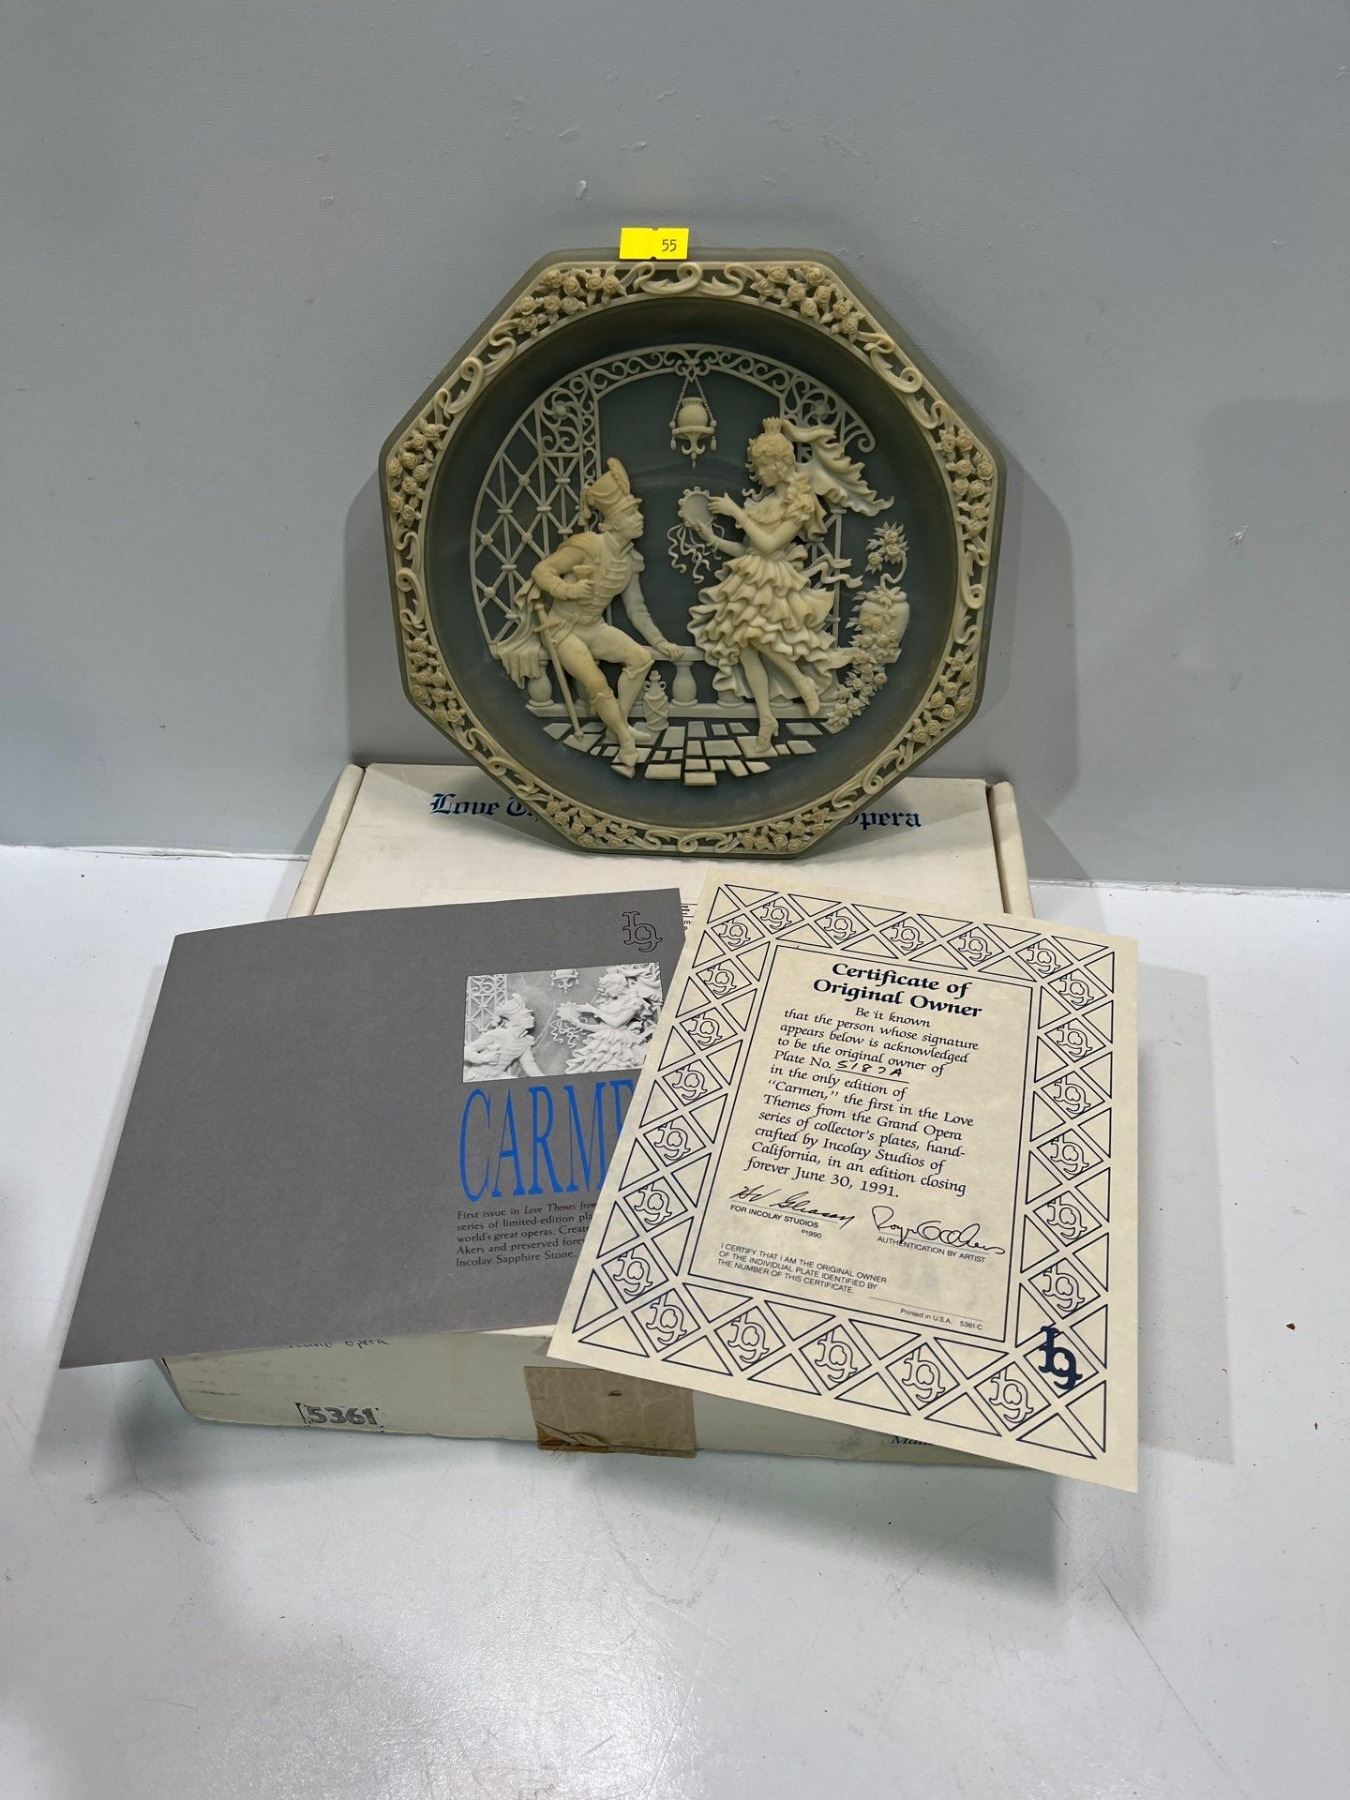 55
Love
Opera
CARM
First issue in Love Themes from
series of limited-edition
world's great operas.
Akers and preserved
Incolay Sapphire Stone.
Certificate of
Original Owner
Be it known
that the person whose signature
appears below is acknowledged
to be the original owner of
Plate No. 5187A
in the only edition of
"Carmen," the first in the Love
Themes from the Grand Opera
series of collector's plates, hand-
crafted by Incolay Studios of
California, in an edition closing
forever June 30, 1991.
FOR INCOLAY STUDIOS
©1990
AUTHENTICATION BY ARTIST
I CERTIFY THAT I AM THE ORIGINAL OWNER
OF THE INDIVIDUAL PLATE IDENTIFIED BY
THE NUMBER OF THIS CERTIFICATE.
Printed in U.S.A. 5361-C
Opera
5361